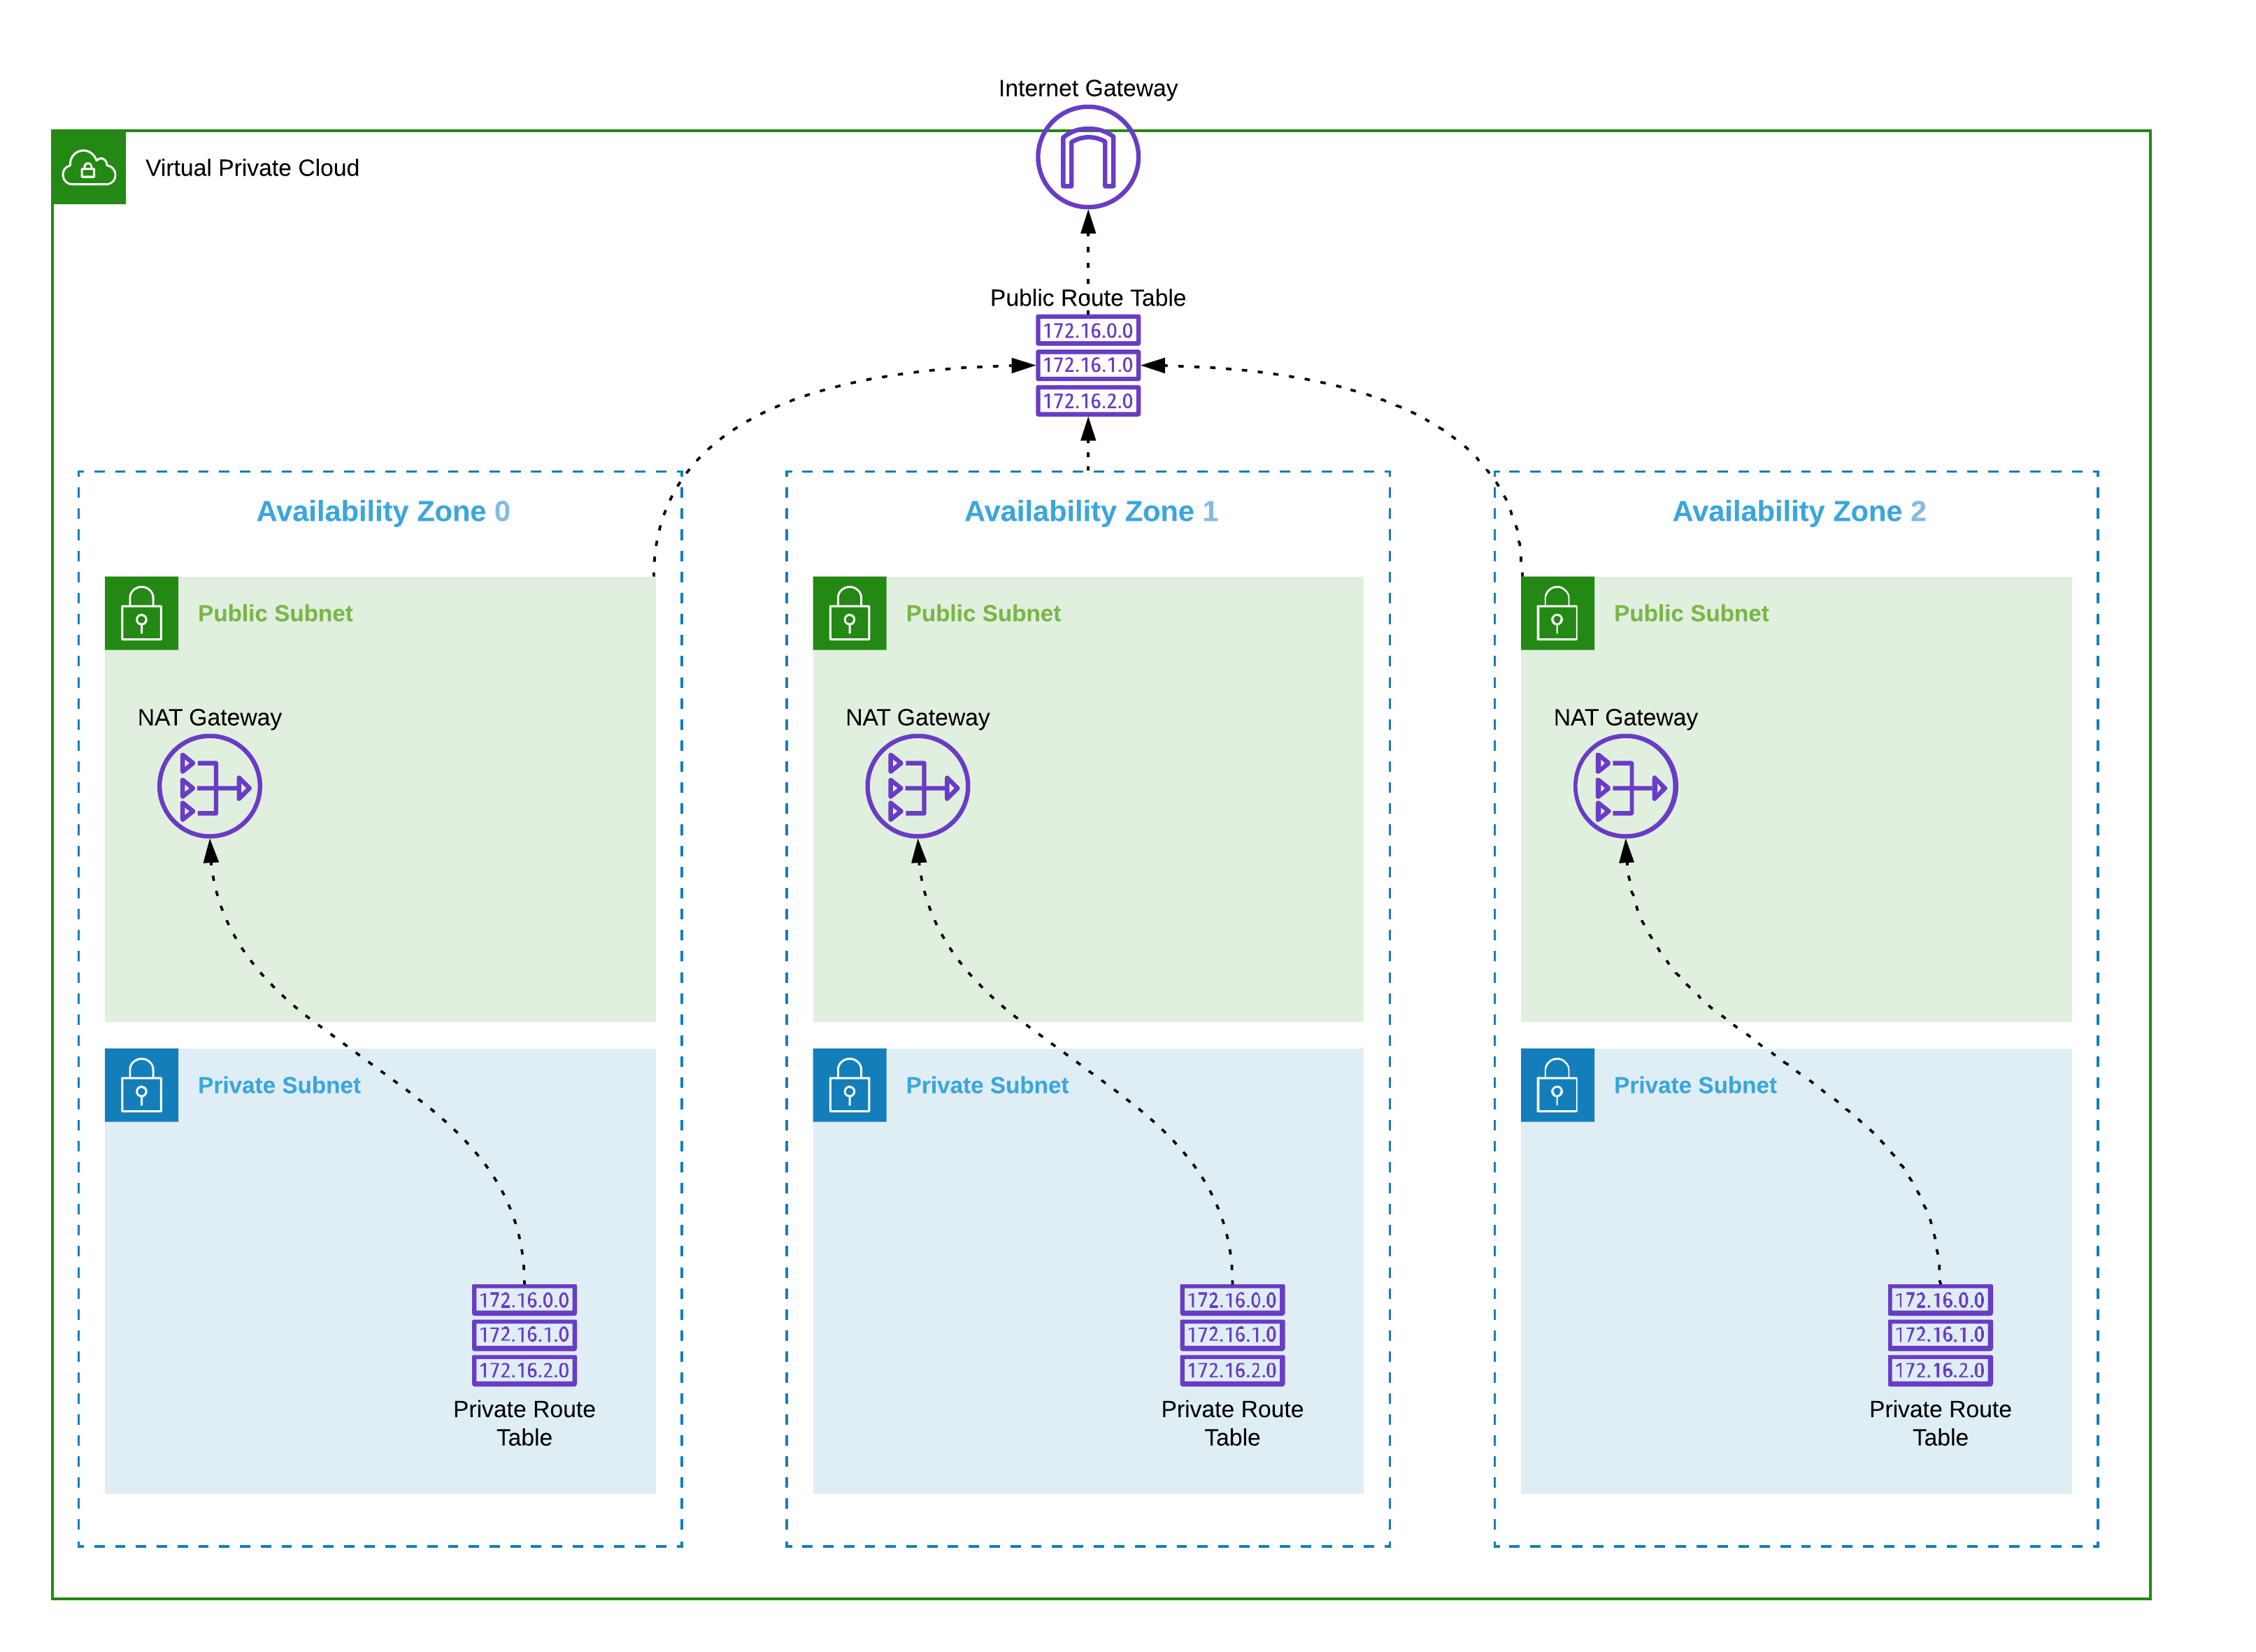 Internet Gateway
Virtual Private Cloud
Public Route Table
172.16.0.0
172.16.1.0
172.16.2.0
Availability Zone 0
Public Subnet
NAT Gateway
Private Subnet
172.16.0.0
172.16.1.0
172.16.2.0
Private Route
Table
Availability Zone 1
Public Subnet
NAT Gateway
Private Subnet
172.16.0.0
172.16.1.0
172.16.2.0
Private Route
Table
Availability Zone 2
Public Subnet
NAT Gateway
Private Subnet
172.16.0.0
172.16.1.0
172.16.2.0
Private Route
Table